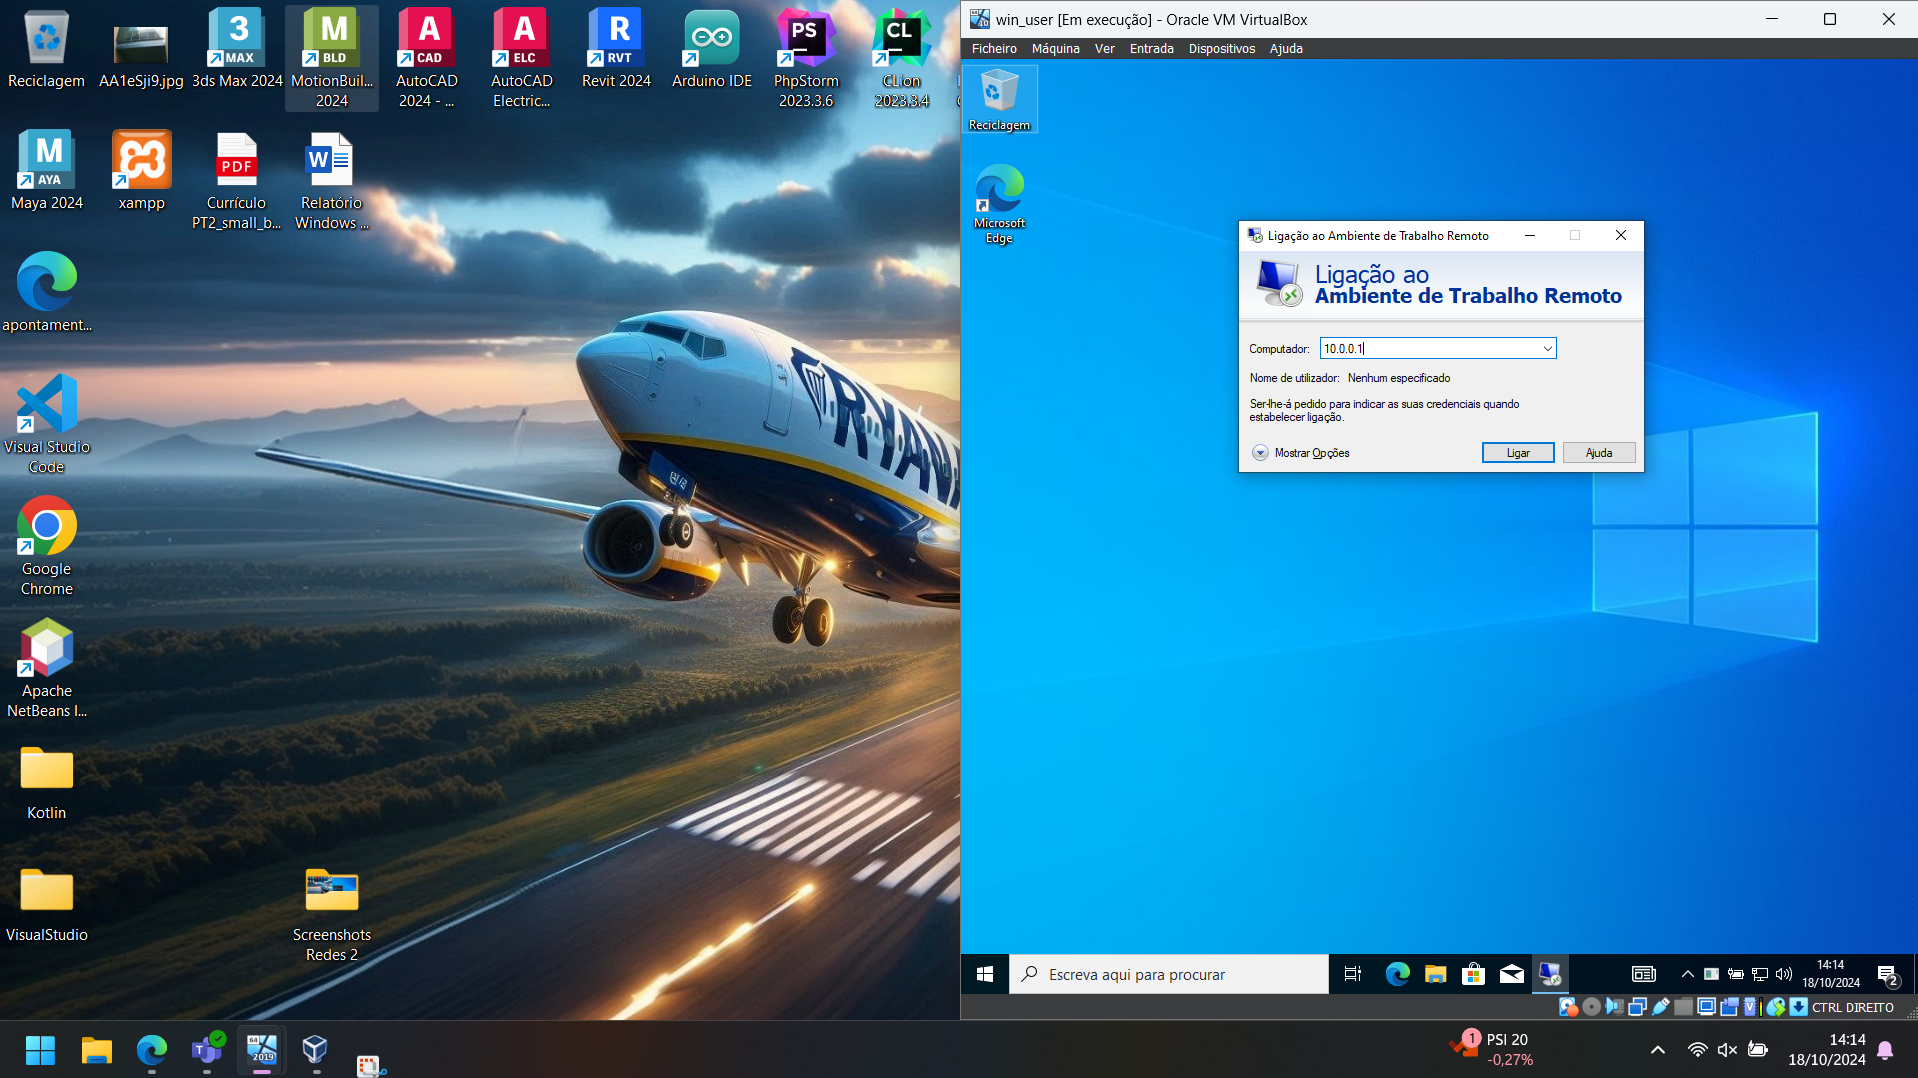 Reciclagem
AA1eSji9.jpg
3
MAX
3ds Max 2024
M
BLD
MotionBuil...
2024
A
CAD
AutoCAD
2024 - ...
A
ELC
AutoCAD
Electric...
R
RVT
Revit 2024
Arduino IDE
PS
PhpStorm
2023.3.6
CL
CLion
2023.3.4
M
AYA
Maya 2024
xampp
PDF
Currículo
PT2_small_b...
W
Relatório
Windows ...
apontament...
Visual Studio
Code
Google
Chrome
Apache
NetBeans I...
Kotlin
VisualStudio
Screenshots
Redes 2
RYAN
win_user [Em execução] - Oracle VM VirtualBox
Ficheiro Máquina Ver Entrada Dispositivos Ajuda
Reciclagem
Microsoft
Edge
Ligação ao Ambiente de Trabalho Remoto
Ligação ao
Ambiente de Trabalho Remoto
Computador: 10.0.0.1
Nome de utilizador: Nenhum especificado
Ser-lhe-á pedido para indicar as suas credenciais quando
estabelecer ligação.
Mostrar Opções
Ligar
Ajuda
Escreva aqui para procurar
14:14
18/10/2024
2
CTRL DIREITO
64
2019
1
PSI 20
-0,27%
14:14
18/10/2024